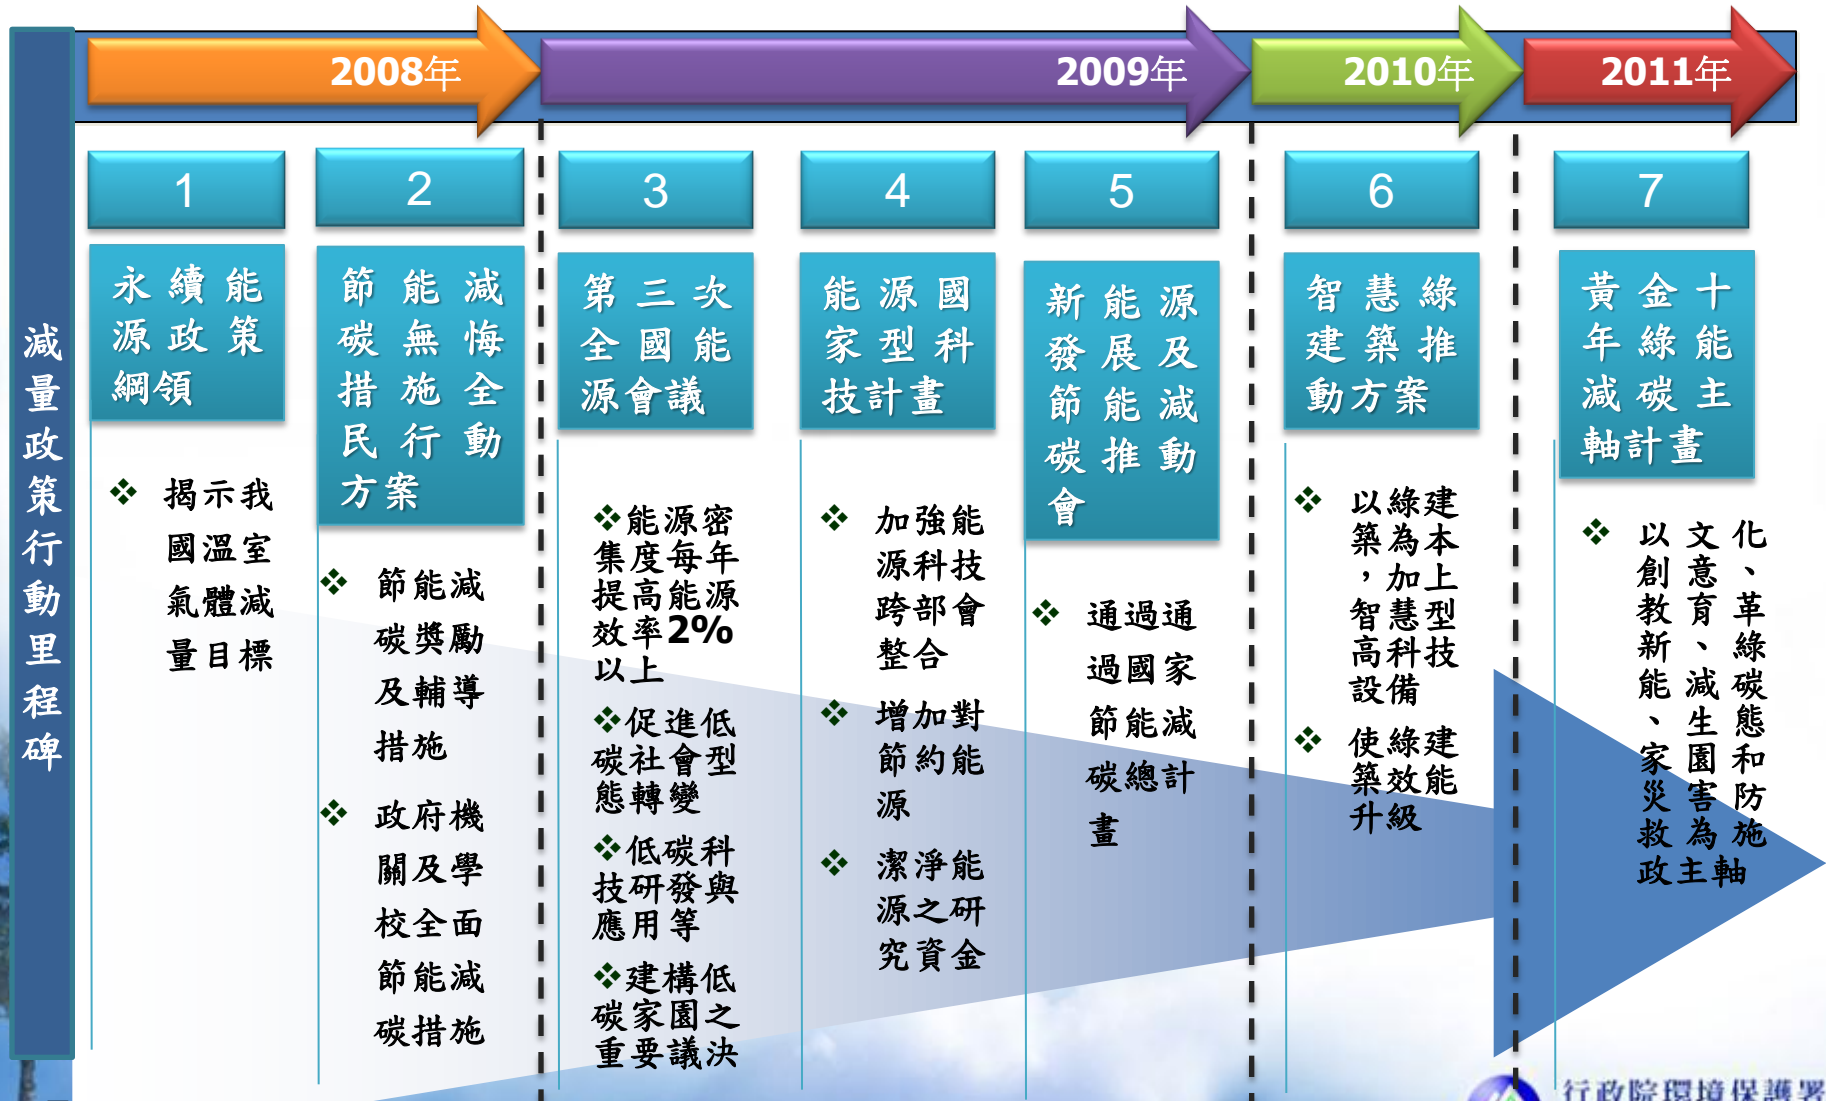 2008年
2009年
2010年
2011年
減量政策行動里程碑
1
永續能
源政策
綱領
❖ 揭示我
國溫室
氣體減
量目標
2
節能減
碳無悔
措施全
民行動
方案
❖ 節能減
碳獎勵
及輔導
措施
❖ 政府機
關及學
校全面
節能減
碳措施
3
第三次
全國能
源會議
❖能源密
集度每年
提高能源
效率2%
以上
❖促進低
碳社會型
態轉變
❖低碳科
技研發與
應用等
❖建構低
碳家園之
重要議決
4
能源國
家型科
技計畫
❖ 加強能
源科技
跨部會
整合
❖ 增加對
節約能
源
❖ 潔淨能
源之研
究資金
5
新能源
發展及
節能減
碳推動
會
❖ 通過通
過國家
節能減
碳總計
畫
6
智慧綠
建築推
動方案
❖ 以綠建
築為本
，加上
智慧型
高科技
設備
❖ 使綠建
築效能
升級
7
黃金十
年綠能
減碳主
軸計畫
❖ 以文化
創意、
教育革
新、綠
能減碳
、生態
家園和
災害防
救為施
政主軸
行政院環境保護署